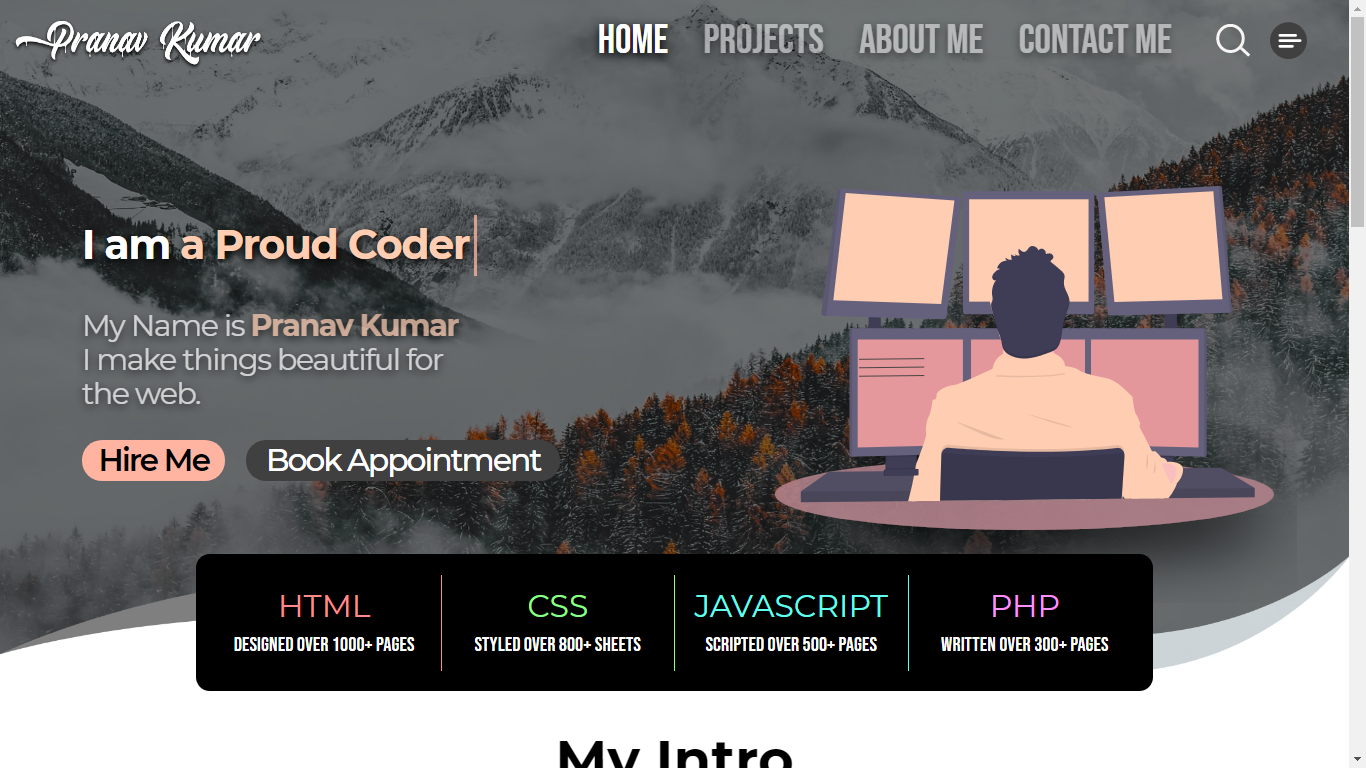 Pranav Kumar
HOME PROJECTS ABOUT ME CONTACT ME
I am a Proud Coder
My Name is Pranav Kumar
I make things beautiful for
the web.
Hire Me Book Appointment
HTML CSS JAVASCRIPT PHP
DESIGNED OVER 1000+ PAGES STYLED OVER 800+ SHEETS SCRIPTED OVER 500+ PAGES WRITTEN OVER 300+ PAGES
My Intro